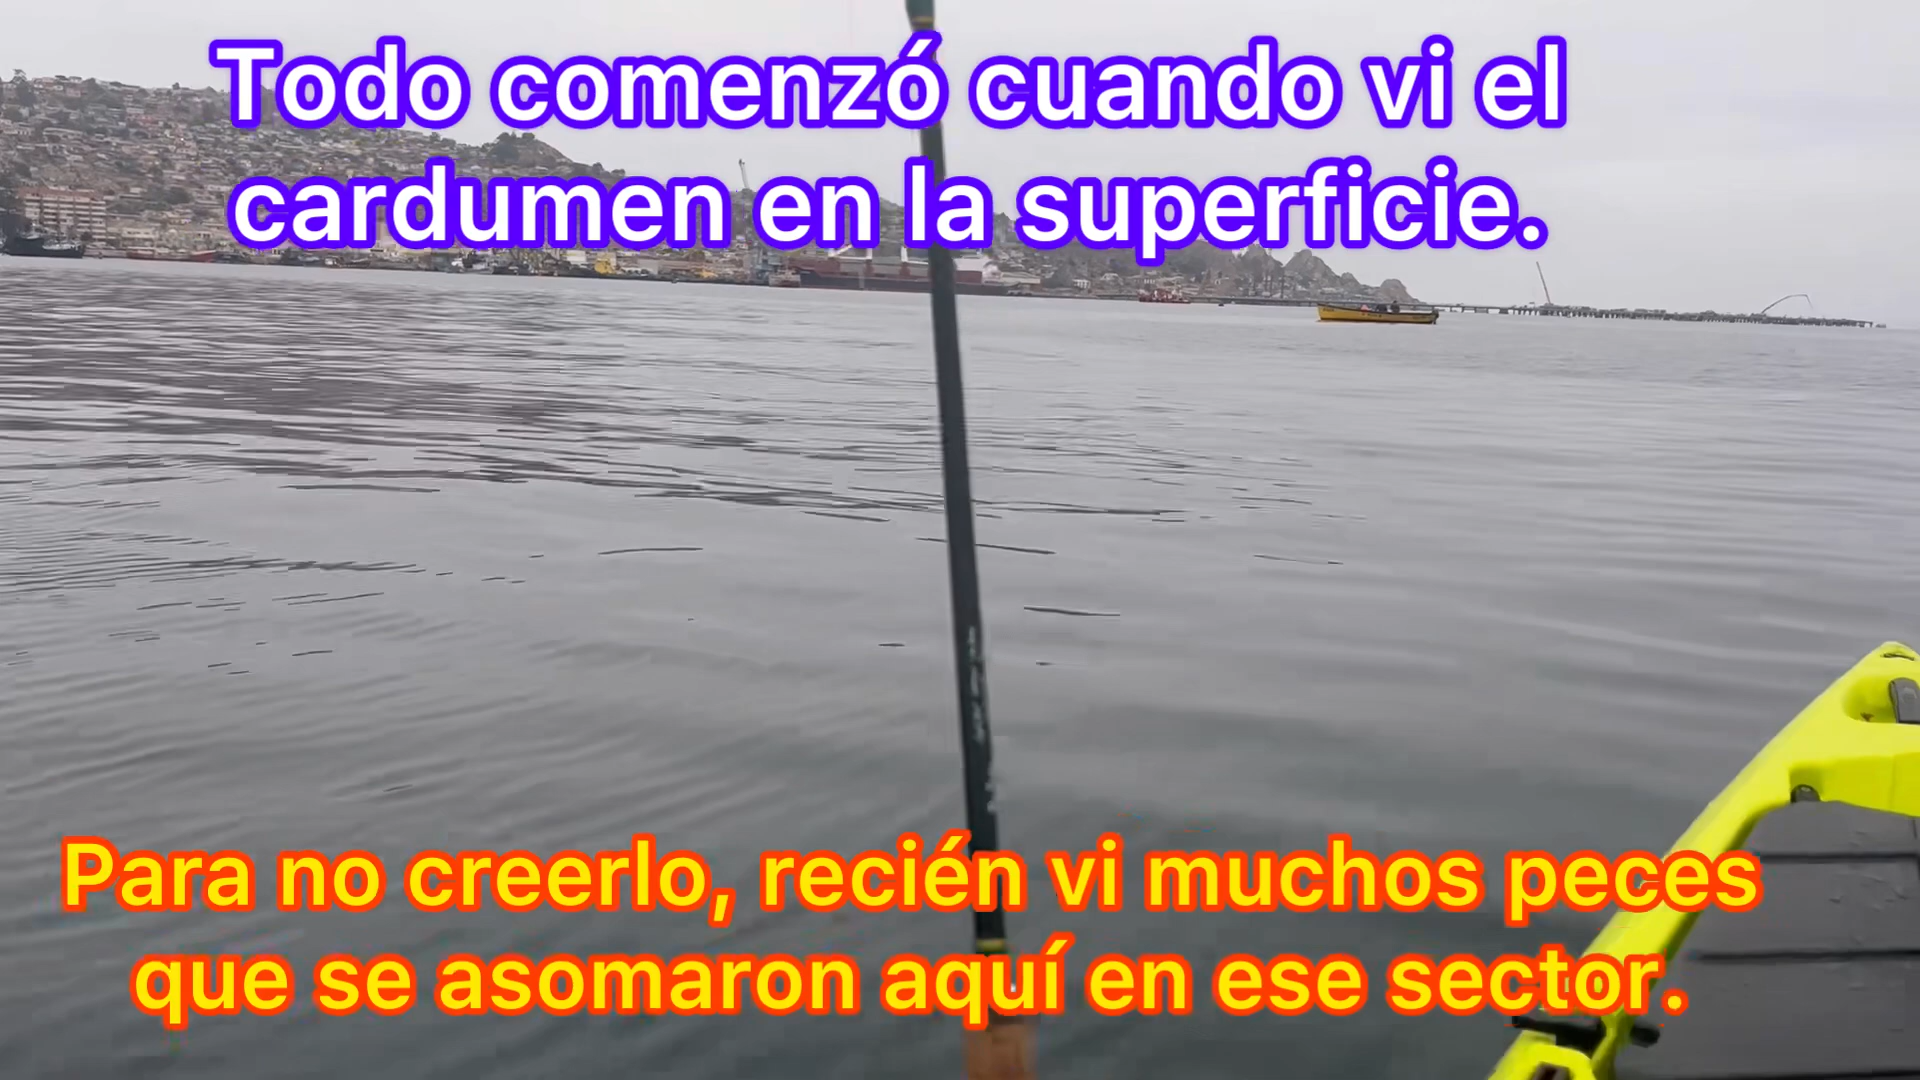 Todo comenzó cuando vi el
cardumen en la superficie.
Para no creerlo, recién vi muchos peces
que se asomaron aquí en ese sector.